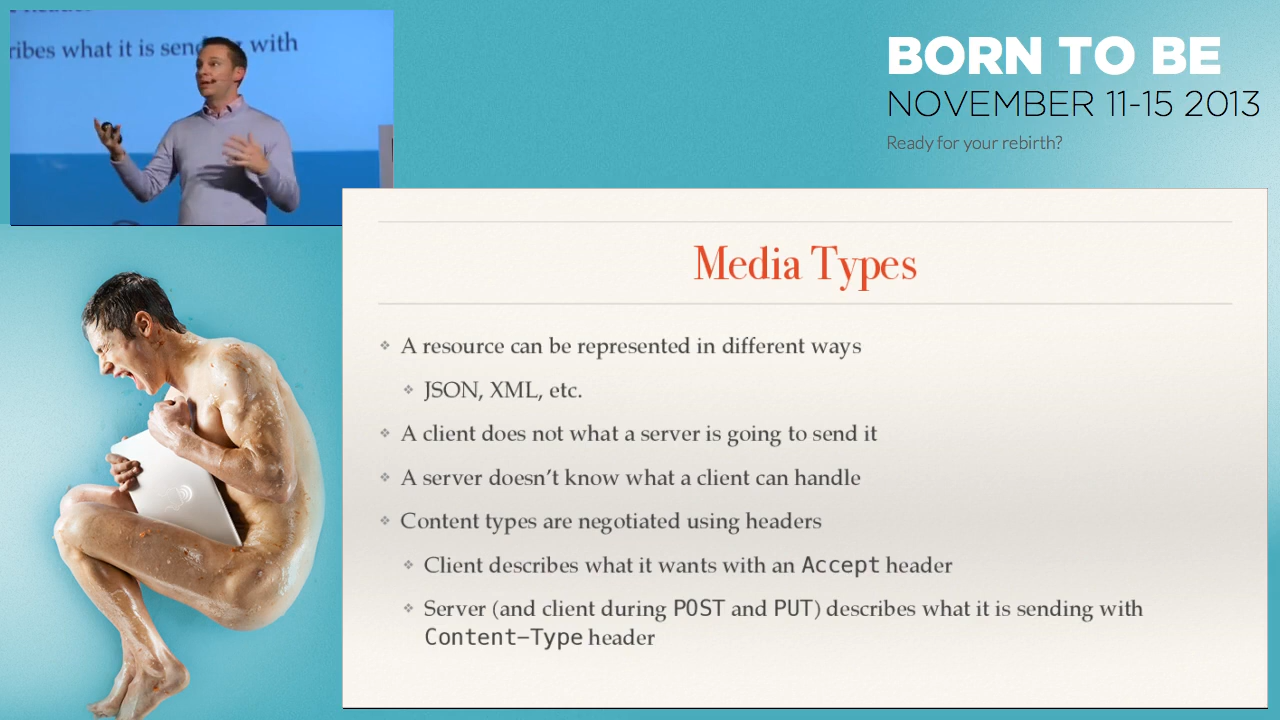 ribes what it is sending with
BORN TO BE
NOVEMBER 11-15 2013
Ready for your rebirth?
Media Types
A resource can be represented in different ways
JSON, XML, etc.
A client does not what a server is going to send it
A server doesn't know what a client can handle
Content types are negotiated using headers
Client describes what it wants with an Accept header
Server (and client during POST and PUT) describes what it is sending with
Content-Type header